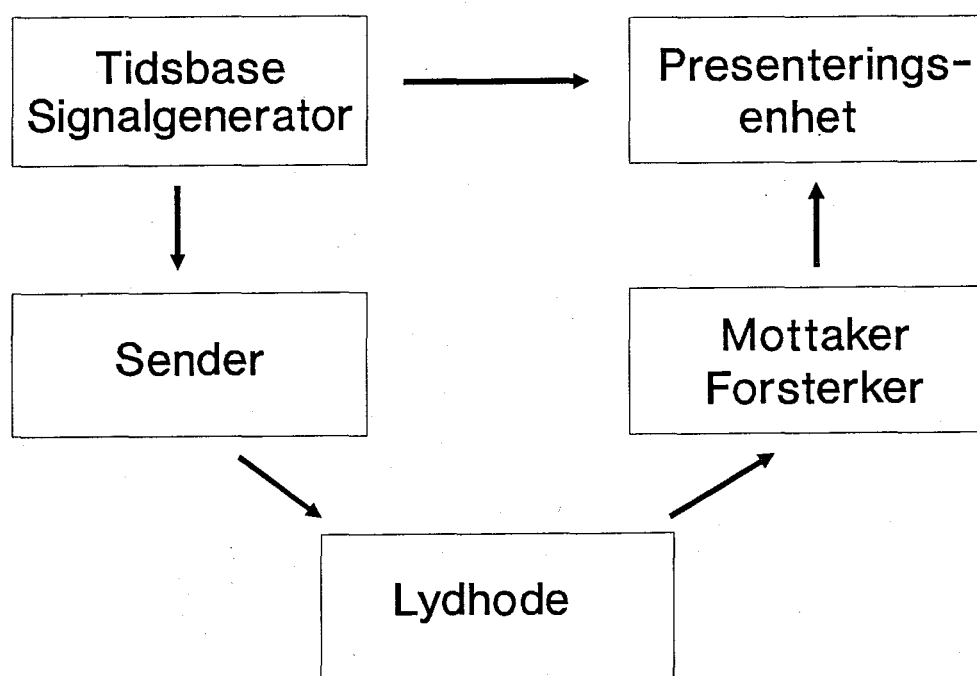 Tidsbase
Signalgenerator
Presenterings-
enhet
Sender
Mottaker
Forsterker
Lydhode